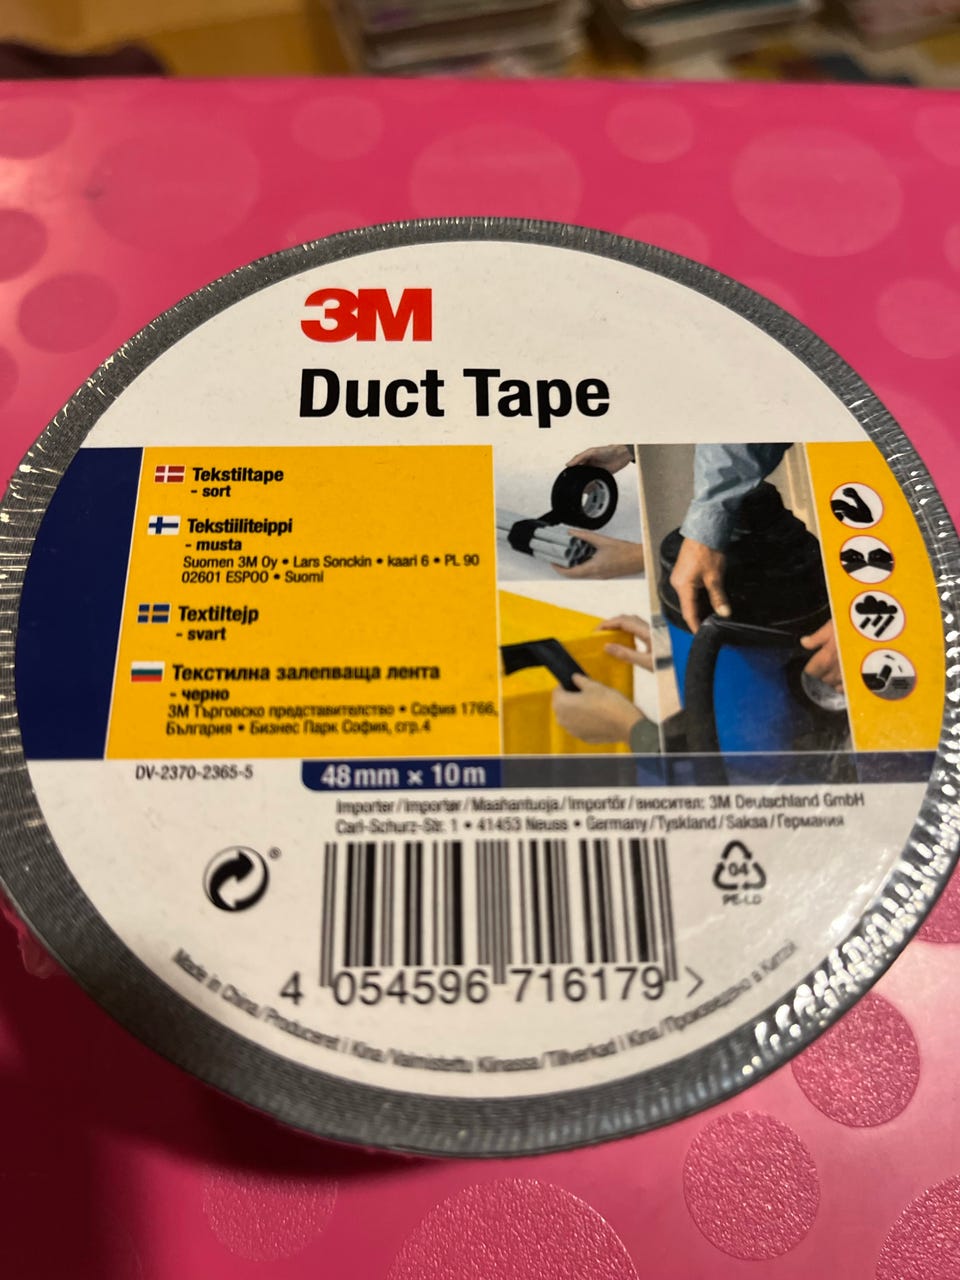 3M
Duct Tape
Tekstiltape
- sort
Tekstiiliteippi
- musta
Suomen 3M Oy • Lars Sonckin • kaari 6 • PL 90
02601 ESPOO • Suomi
Textiltejp
- svart
Текстилна залепваща лента
- черно
3М Търговско представителство • София 1766,
България • Бизнес Парк София, сгр.4
DV-2370-2365-5
48 mm × 10 m
Importer / Importør / Maahantuoja / Importör / вносител: 3M Deutschland GmbH
Carl-Schurz-Str. 1 • 41453 Neuss • Germany / Tyskland / Saksa / Германия
®
04
PE-LD
4 054596 716179 >
Made in China / Produceret i Kina / Valmistettu Kiinassa / Tillverkad i Kina / Произведено в Китай